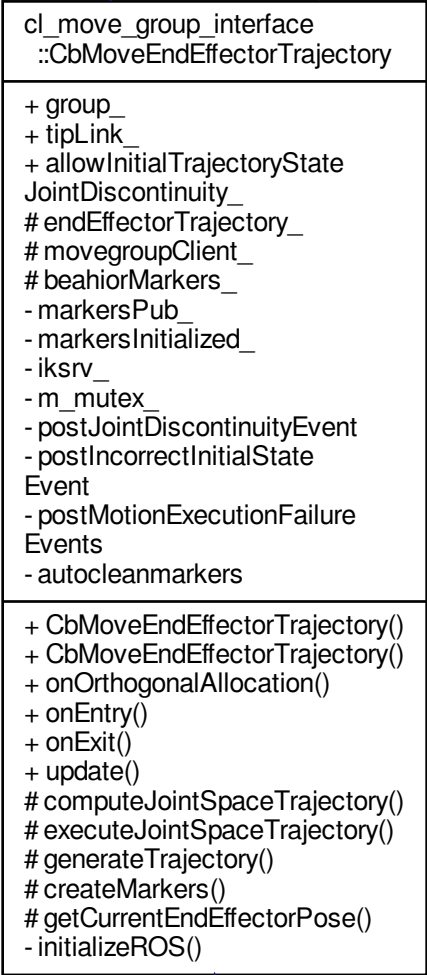 cl_move_group_interface
::CbMoveEndEffectorTrajectory
+ group_
+ tipLink_
+ allowInitialTrajectoryState
JointDiscontinuity_
# endEffectorTrajectory_
# movegroupClient_
# beahiorMarkers_
- markersPub_
- markersInitialized_
- iksrv_
- m_mutex_
- postJointDiscontinuityEvent
- postIncorrectInitialState
Event
- postMotionExecutionFailure
Events
- autocleanmarkers
+ CbMoveEndEffectorTrajectory()
+ CbMoveEndEffectorTrajectory()
+ onOrthogonalAllocation()
+ onEntry()
+ onExit()
+ update()
# computeJointSpaceTrajectory()
# executeJointSpaceTrajectory()
# generateTrajectory()
# createMarkers()
# getCurrentEndEffectorPose()
- initializeROS()